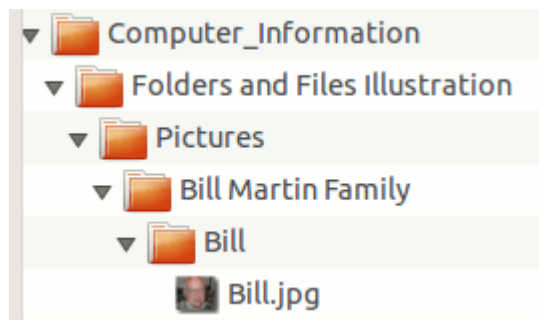 Computer_Information
Folders and Files Illustration
Pictures
Bill Martin Family
Bill
Bill.jpg